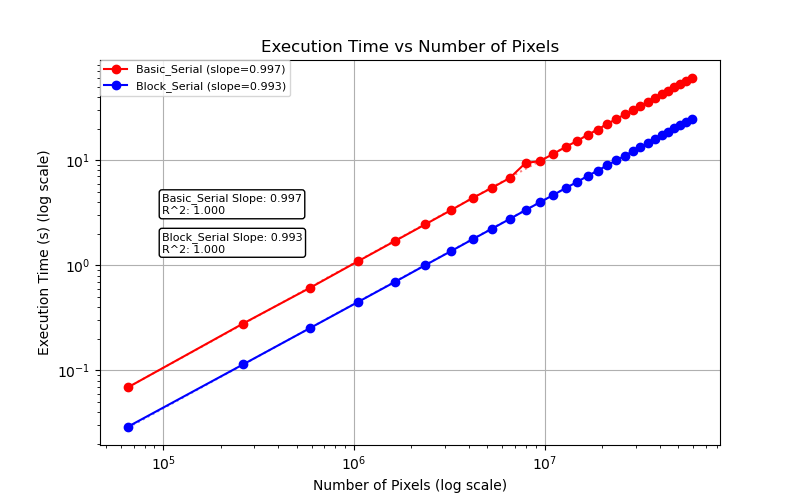 Execution Time vs Number of Pixels
Basic_Serial (slope=0.997)
Block_Serial (slope=0.993)
Basic_Serial Slope: 0.997
R^2: 1.000
Block_Serial Slope: 0.993
R^2: 1.000
Execution Time (s) (log scale)
10¹
10⁰
10⁻¹
10⁵
10⁶
10⁷
Number of Pixels (log scale)